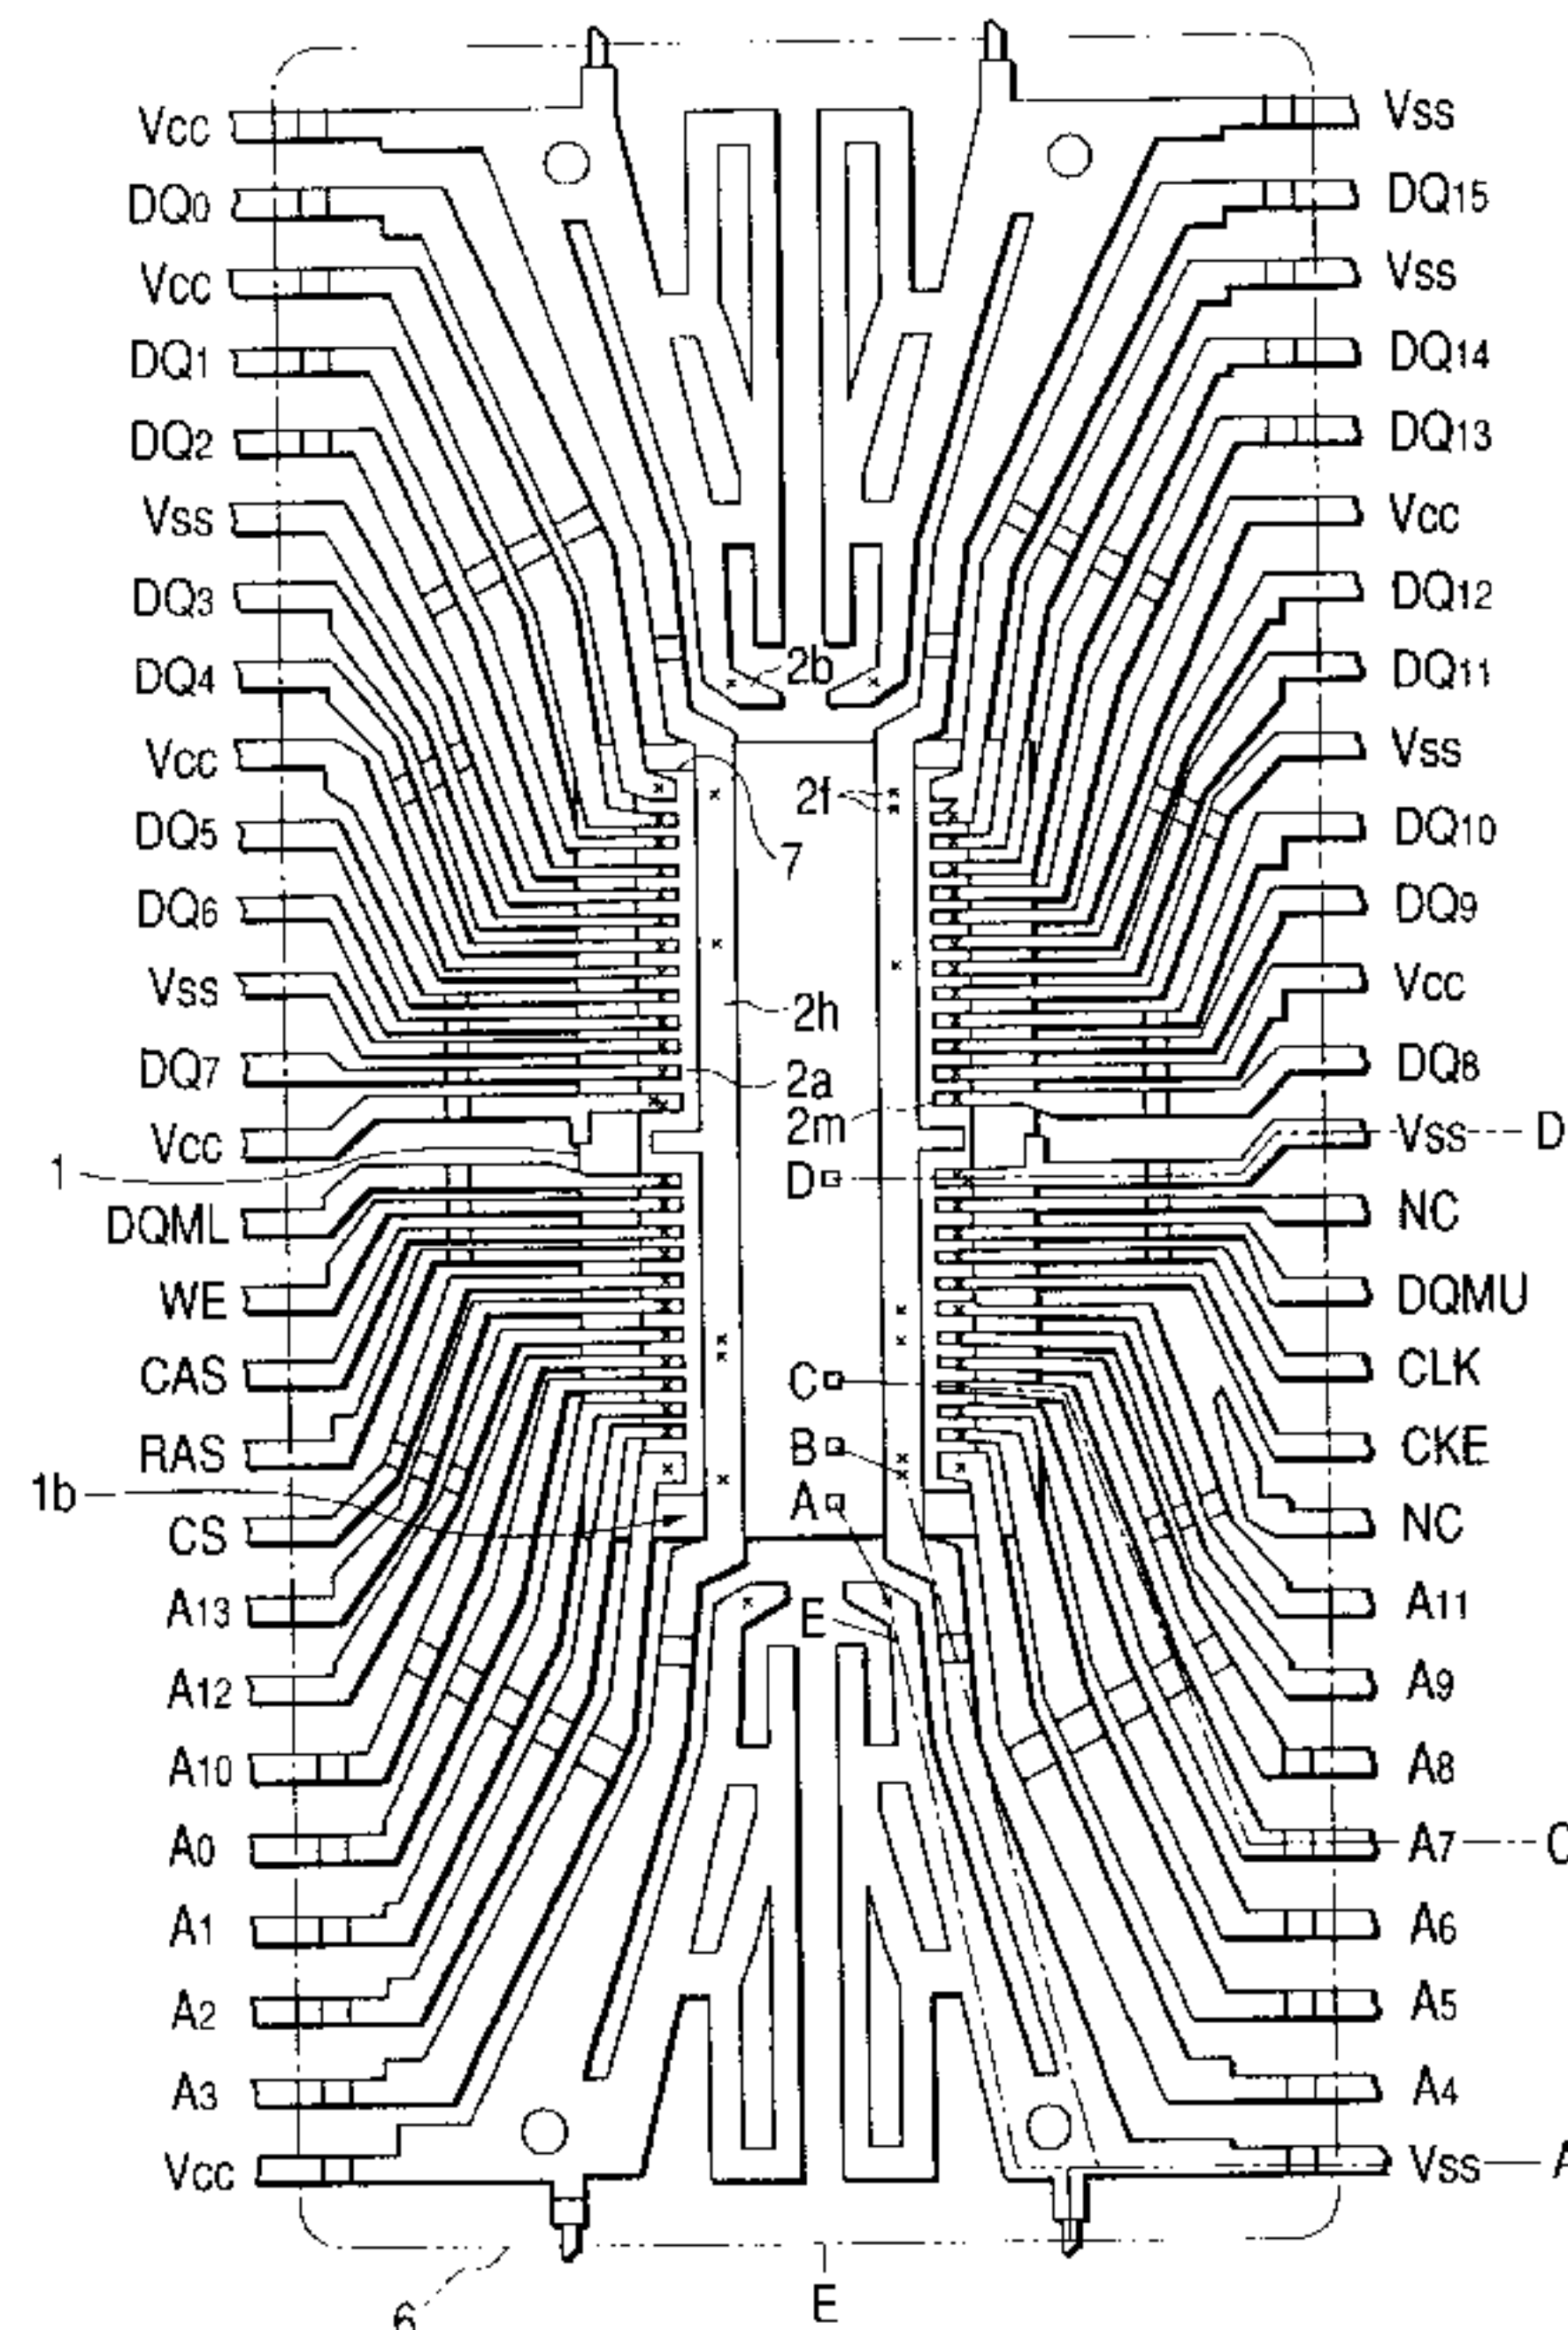 Vcc
Vss
DQ0
DQ15
Vcc
Vss
DQ1
DQ14
DQ2
DQ13
Vss
Vcc
DQ3
DQ12
2b
DQ4
DQ11
Vcc
Vss
2f
DQ5
DQ10
7
DQ6
DQ9
Vss
2h
Vcc
DQ7
2a
DQ8
2m
Vcc
Vss
D
1
D
DQML
NC
WE
DQMU
CAS
C
CLK
RAS
B
CKE
1b
A
CS
NC
A13
E
A11
A12
A9
A10
A8
A0
A7
C
A1
A6
A2
A5
A3
A4
Vcc
Vss
A
6
E